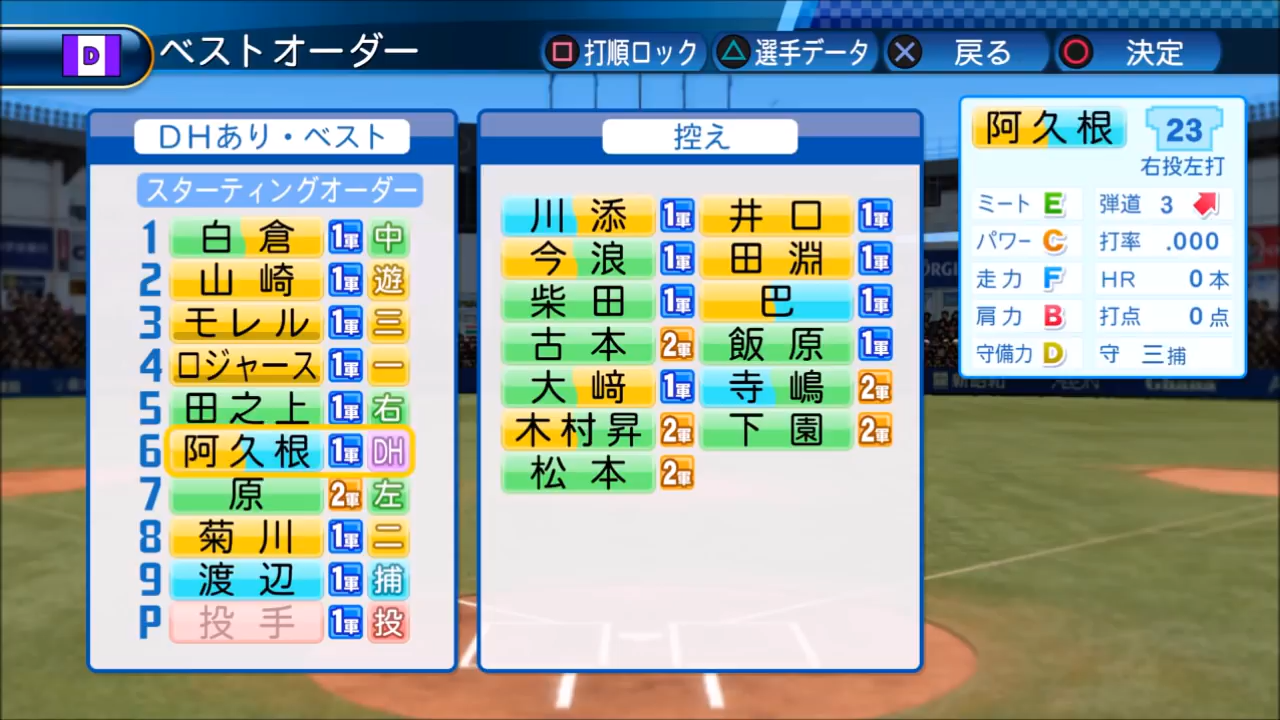 D ベストオーダー □打順ロック △選手データ ×戻る ○決定
DHあり・ベスト
スターティングオーダー
1 白倉 1軍 中
2 山崎 1軍 遊
3 モレル 1軍 三
4 ロジャース 1軍 一
5 田之上 1軍 右
6 阿久根 1軍 DH
7 原 2軍 左
8 菊川 1軍 二
9 渡辺 1軍 捕
P 投手 1軍 投
控え
川添 1軍 井口 1軍
今浪 1軍 田淵 1軍
柴田 1軍 巴 1軍
古本 2軍 飯原 1軍
大﨑 1軍 寺嶋 2軍
木村昇 2軍 下園 2軍
松本 2軍
阿久根 23
右投左打
ミート E 弾道 3
パワー C 打率 .000
走力 F HR 0本
肩力 B 打点 0点
守備力 D 守 三捕